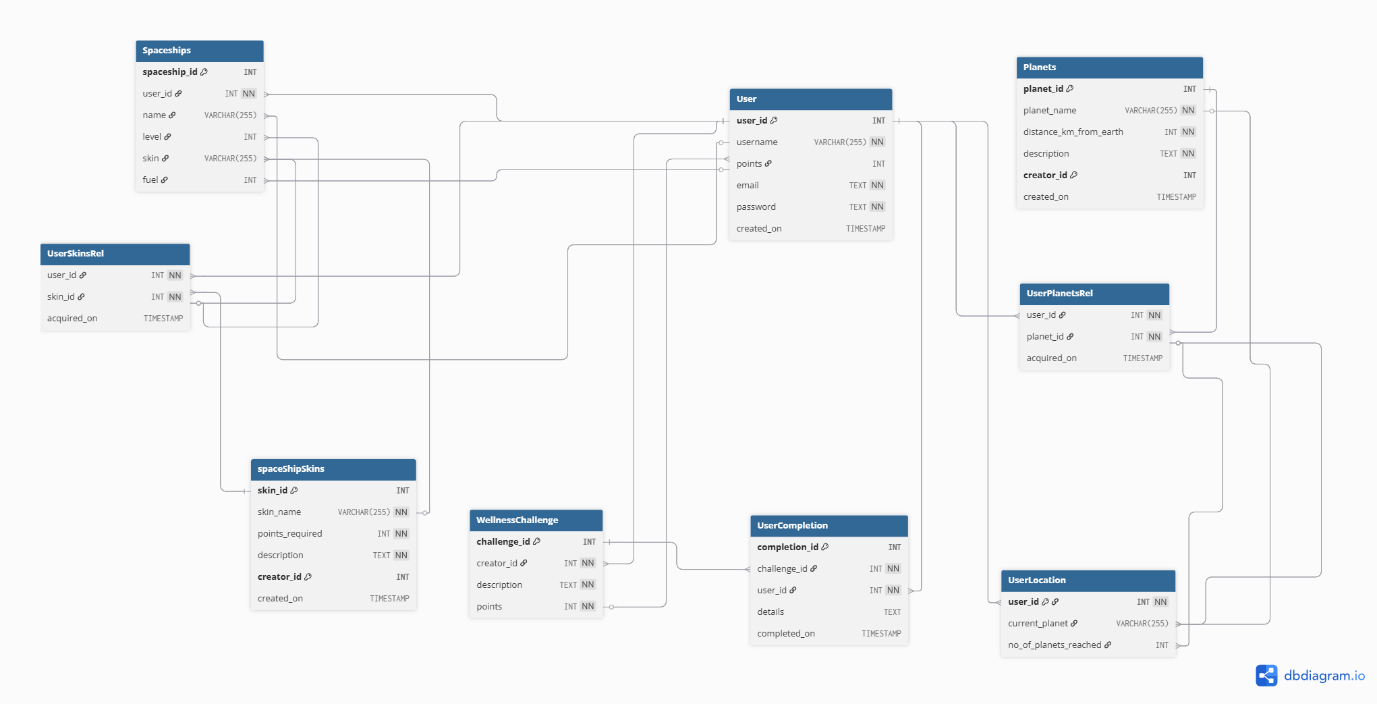 Spaceships
spaceship_id INT
user_id INT NN
name VARCHAR(255)
level INT
skin VARCHAR(255)
fuel INT
User
user_id INT
username VARCHAR(255) NN
points INT
email TEXT NN
password TEXT NN
created_on TIMESTAMP
Planets
planet_id INT
planet_name VARCHAR(255) NN
distance_km_from_earth INT NN
description TEXT NN
creator_id INT
created_on TIMESTAMP
UserSkinsRel
user_id INT NN
skin_id INT NN
acquired_on TIMESTAMP
UserPlanetsRel
user_id INT NN
planet_id INT NN
acquired_on TIMESTAMP
spaceShipSkins
skin_id INT
skin_name VARCHAR(255) NN
points_required INT NN
description TEXT NN
creator_id INT
created_on TIMESTAMP
WellnessChallenge
challenge_id INT
creator_id INT NN
description TEXT NN
points INT NN
UserCompletion
completion_id INT
challenge_id INT NN
user_id INT NN
details TEXT
completed_on TIMESTAMP
UserLocation
user_id INT NN
current_planet VARCHAR(255)
no_of_planets_reached INT
dbdiagram.io